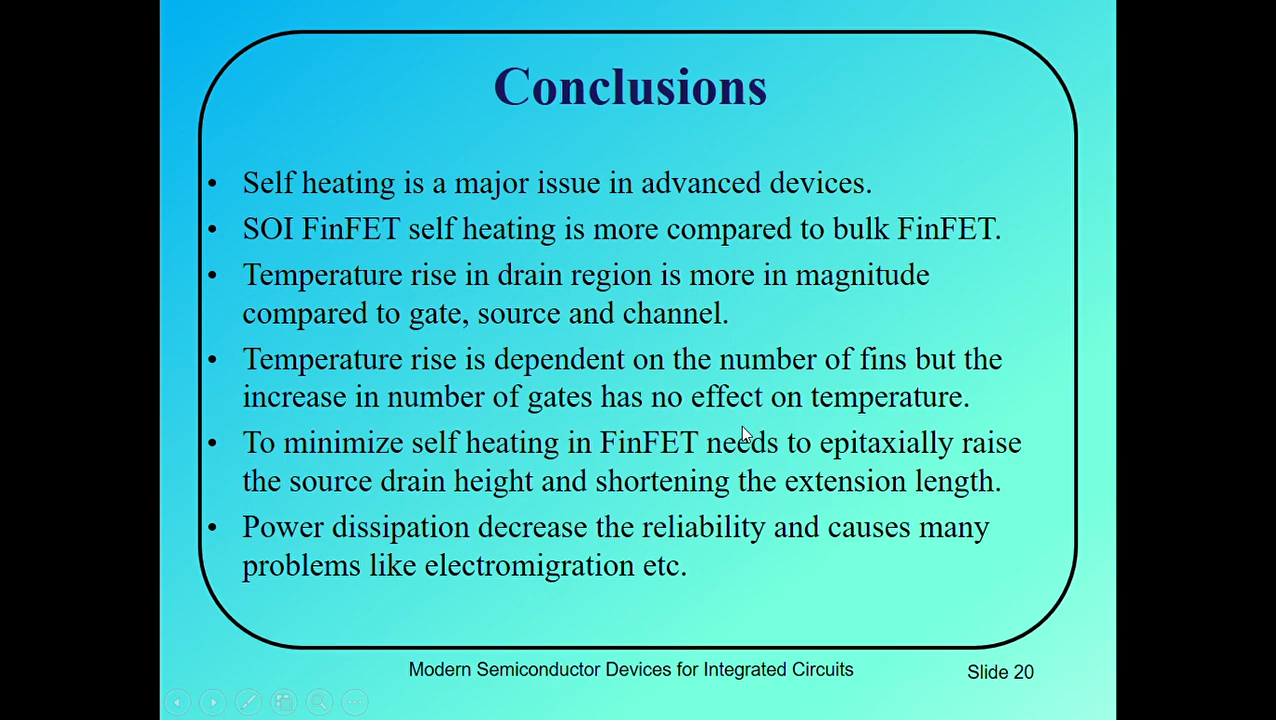 Conclusions
• Self heating is a major issue in advanced devices.
• SOI FinFET self heating is more compared to bulk FinFET.
• Temperature rise in drain region is more in magnitude
compared to gate, source and channel.
• Temperature rise is dependent on the number of fins but the
increase in number of gates has no effect on temperature.
• To minimize self heating in FinFET needs to epitaxially raise
the source drain height and shortening the extension length.
• Power dissipation decrease the reliability and causes many
problems like electromigration etc.
Modern Semiconductor Devices for Integrated Circuits
Slide 20